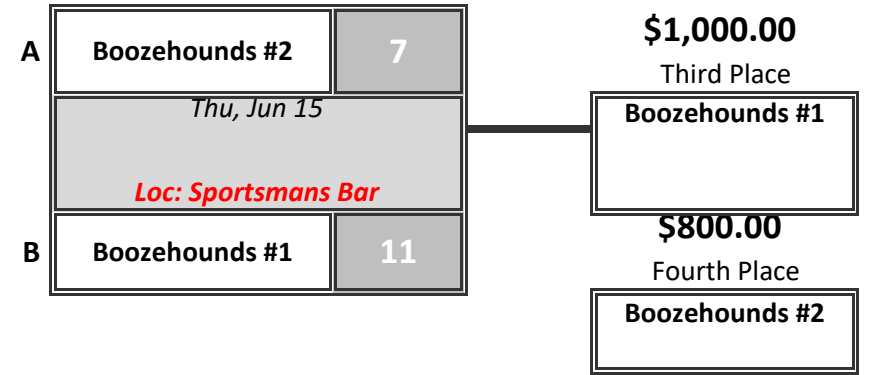 A
Boozehounds #2
7
Thu, Jun 15
Loc: Sportsmans Bar
B
Boozehounds #1
11
$1,000.00
Third Place
Boozehounds #1
$800.00
Fourth Place
Boozehounds #2